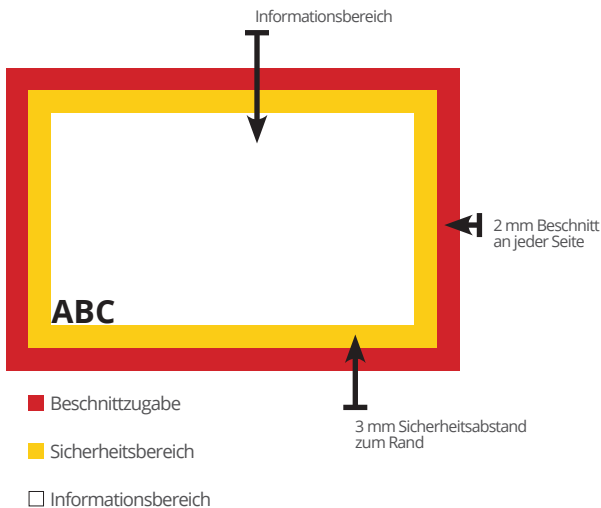 Informationsbereich
2 mm Beschnitt
an jeder Seite
ABC
3 mm Sicherheitsabstand
zum Rand
Beschnittzugabe
Sicherheitsbereich
Informationsbereich